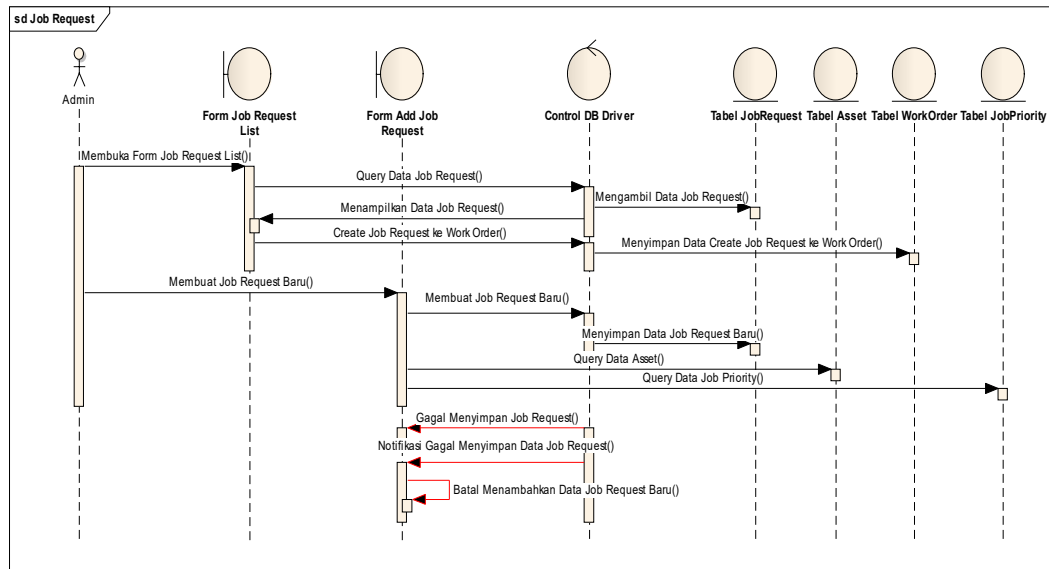 sd Job Request
Admin
Form Job Request
List
Form Add Job
Request
Control DB Driver
Tabel JobRequest
Tabel Asset
Tabel WorkOrder
Tabel JobPriority
Membuka Form Job Request List()
Query Data Job Request()
Mengambil Data Job Request()
Menampilkan Data Job Request()
Create Job Request ke Work Order()
Menyimpan Data Create Job Request ke Work Order()
Membuat Job Request Baru()
Membuat Job Request Baru()
Menyimpan Data Job Request Baru()
Query Data Asset()
Query Data Job Priority()
Gagal Menyimpan Job Request()
Notifikasi Gagal Menyimpan Data Job Request()
Batal Menambahkan Data Job Request Baru()